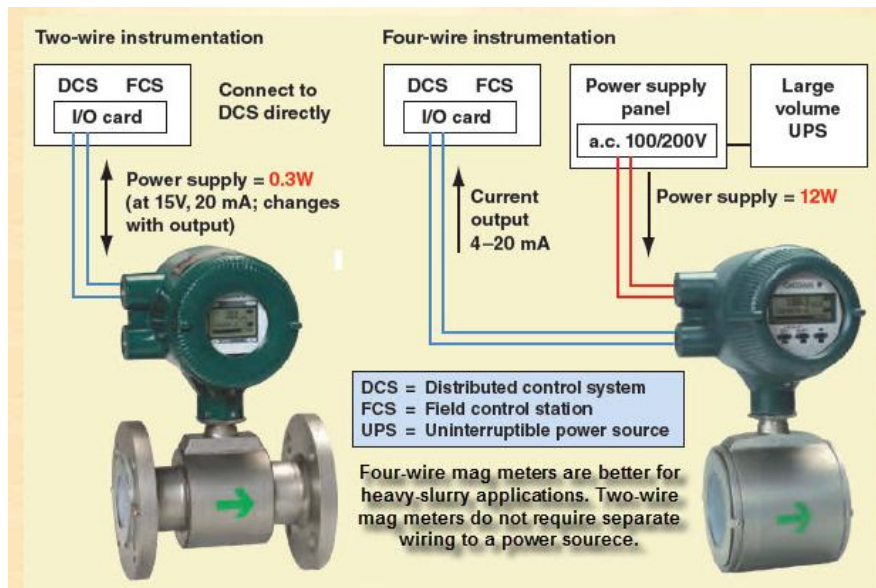 Two-wire instrumentation
DCS FCS
I/O card
Connect to
DCS directly
Power supply = 0.3W
(at 15V, 20 mA; changes
with output)
Four-wire instrumentation
DCS FCS
I/O card
Power supply
panel
a.c. 100/200V
Large
volume
UPS
Current
output
4–20 mA
Power supply = 12W
YOKOGAWA
DCS = Distributed control system
FCS = Field control station
UPS = Uninterruptible power source
Four-wire mag meters are better for
heavy-slurry applications. Two-wire
mag meters do not require separate
wiring to a power sourece.